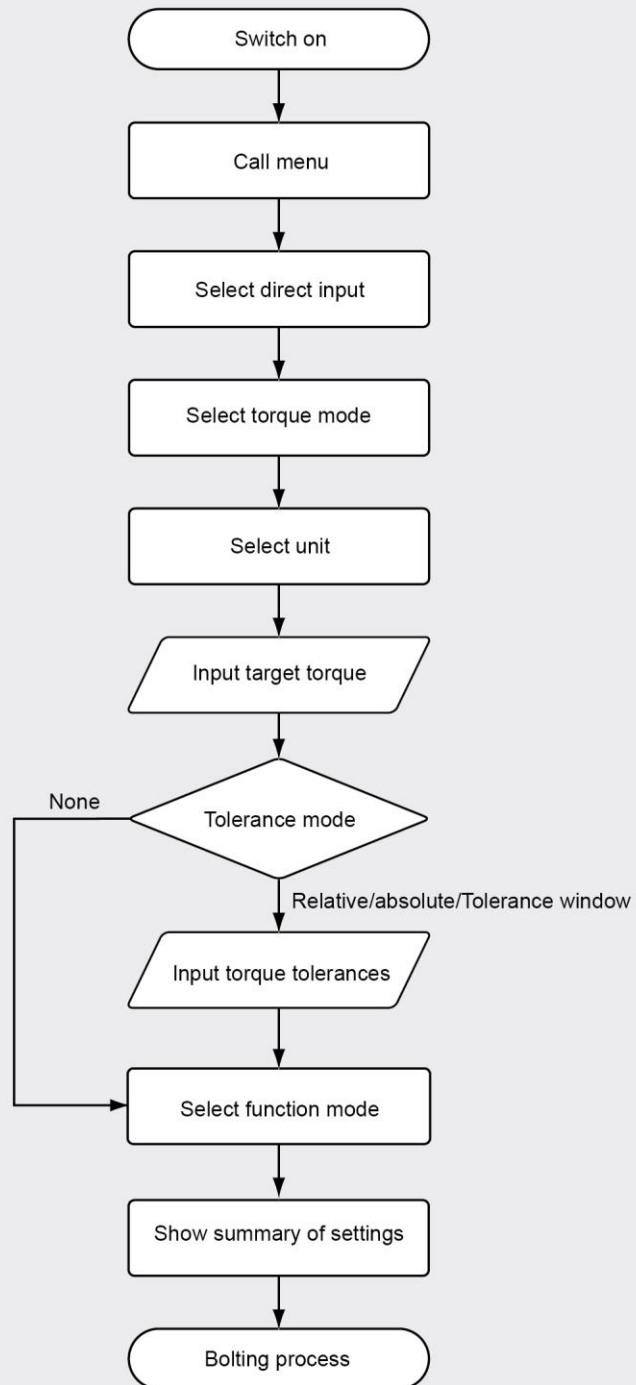 Switch on
Call menu
Select direct input
Select torque mode
Select unit
Input target torque
None
Tolerance mode
Relative/absolute/Tolerance window
Input torque tolerances
Select function mode
Show summary of settings
Bolting process